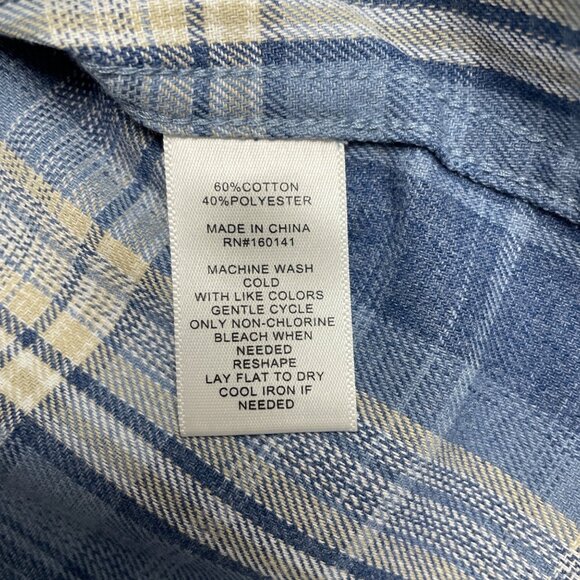 60%COTTON
40%POLYESTER
MADE IN CHINA
RN#160141
MACHINE WASH
COLD
WITH LIKE COLORS
GENTLE CYCLE
ONLY NON-CHLORINE
BLEACH WHEN
NEEDED
RESHAPE
LAY FLAT TO DRY
COOL IRON IF
NEEDED